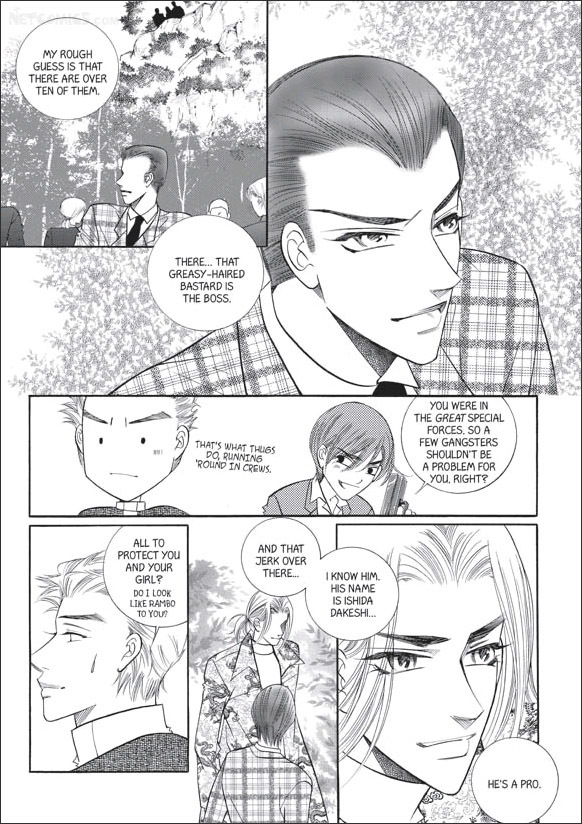 NETCOMICS.com
MY ROUGH
GUESS IS THAT
THERE ARE OVER
TEN OF THEM.
THERE... THAT
GREASY-HAIRED
BASTARD IS
THE BOSS.
THAT'S WHAT THUGS
DO, RUNNING
'ROUND IN CREWS.
YOU WERE IN
THE GREAT SPECIAL
FORCES, SO A
FEW GANGSTERS
SHOULDN'T BE
A PROBLEM FOR
YOU, RIGHT?
ALL TO
PROTECT YOU
AND YOUR
GIRL?
DO I LOOK
LIKE RAMBO
TO YOU?
AND THAT
JERK OVER
THERE...
I KNOW HIM.
HIS NAME
IS ISHIDA
DAKESHI...
HE'S A PRO.